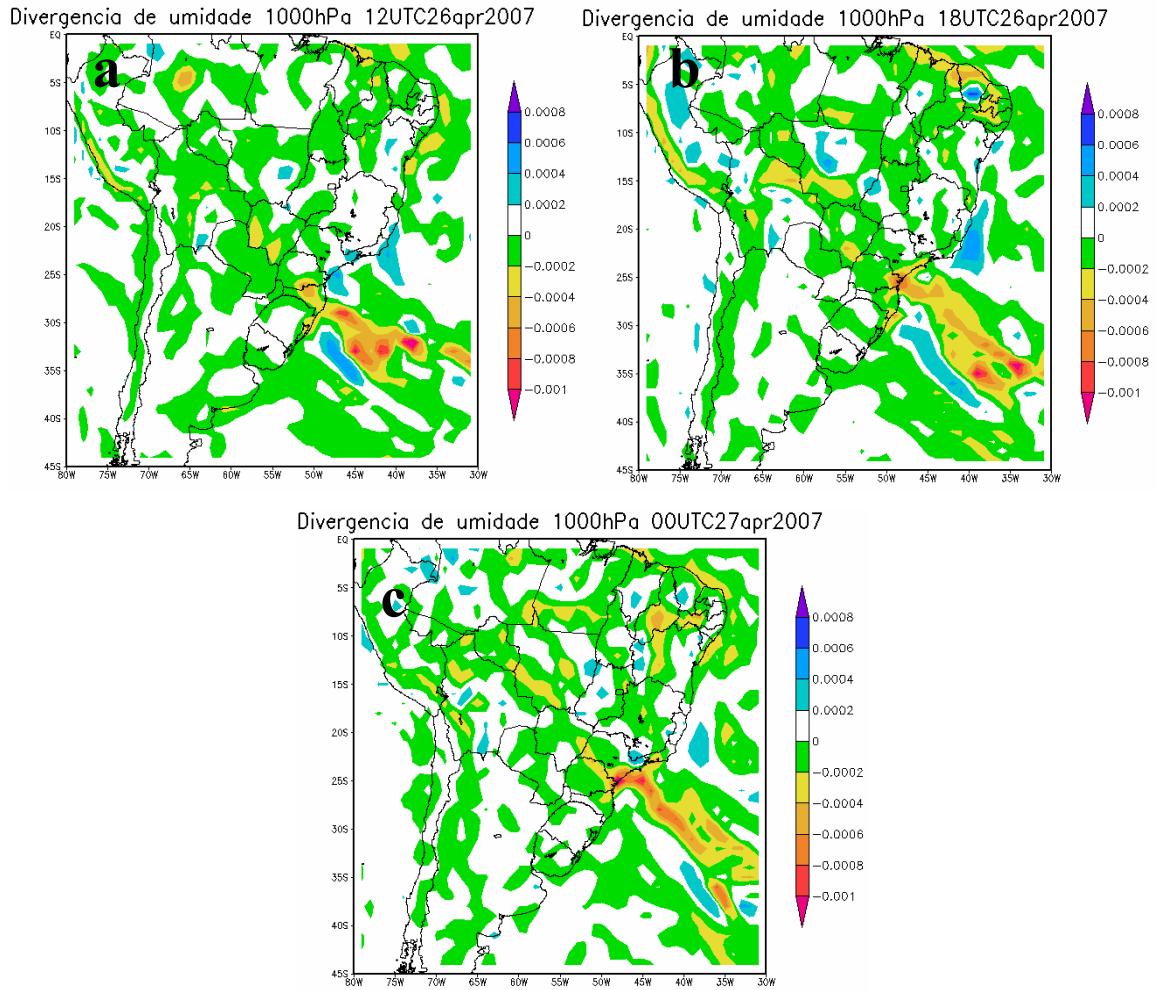 Divergencia de umidade 1000hPa 12UTC26apr2007
a
EQ
5S
10S
15S
20S
25S
30S
35S
40S
45S
80W 75W 70W 65W 60W 55W 50W 45W 40W 35W 30W
0.0008
0.0006
0.0004
0.0002
0
−0.0002
−0.0004
−0.0006
−0.0008
−0.001
Divergencia de umidade 1000hPa 18UTC26apr2007
b
EQ
5S
10S
15S
20S
25S
30S
35S
40S
45S
80W 75W 70W 65W 60W 55W 50W 45W 40W 35W 30W
0.0008
0.0006
0.0004
0.0002
0
−0.0002
−0.0004
−0.0006
−0.0008
−0.001
Divergencia de umidade 1000hPa 00UTC27apr2007
c
EQ
5S
10S
15S
20S
25S
30S
35S
40S
45S
80W 75W 70W 65W 60W 55W 50W 45W 40W 35W 30W
0.0008
0.0006
0.0004
0.0002
0
−0.0002
−0.0004
−0.0006
−0.0008
−0.001